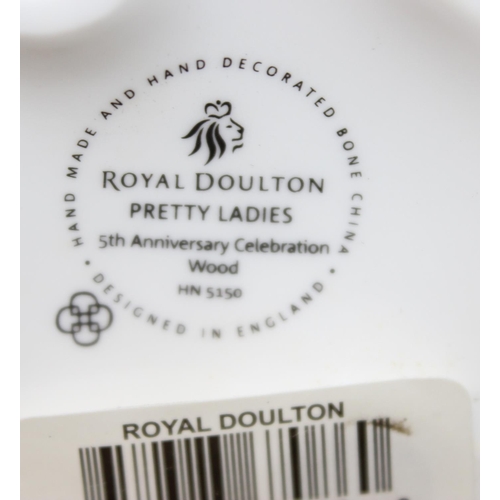 HAND MADE AND HAND DECORATED BONE CHINA
ROYAL DOULTON
PRETTY LADIES
5th Anniversary Celebration
Wood
HN 5150
• DESIGNED IN ENGLAND •
ROYAL DOULTON